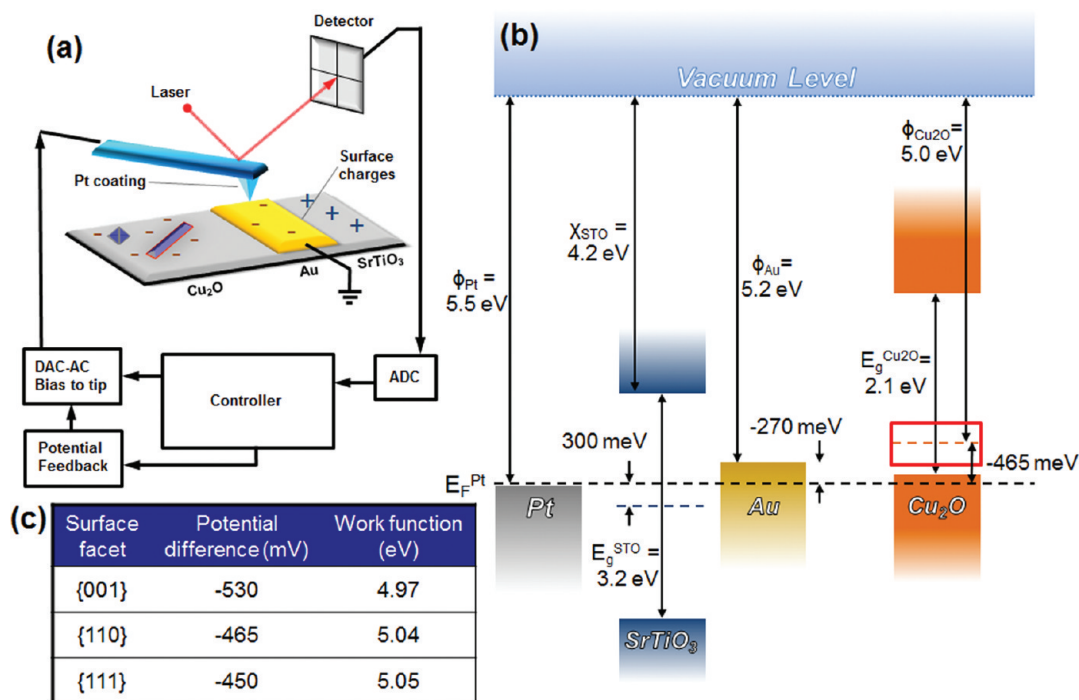 (a)
Detector
Laser
Pt coating
Surface
charges
Au
SrTiO₃
Cu₂O
DAC-AC
Bias to tip
Controller
ADC
Potential
Feedback
(b)
Vacuum Level
ϕPt =
5.5 eV
χSTO =
4.2 eV
ϕAu =
5.2 eV
ϕCu2O =
5.0 eV
EgCu2O =
2.1 eV
300 meV
-270 meV
-465 meV
EFPt
Pt
EgSTO =
3.2 eV
SrTiO₃
Au
Cu₂O
(c)
Surface facet Potential difference (mV) Work function (eV)
{001} -530 4.97
{110} -465 5.04
{111} -450 5.05